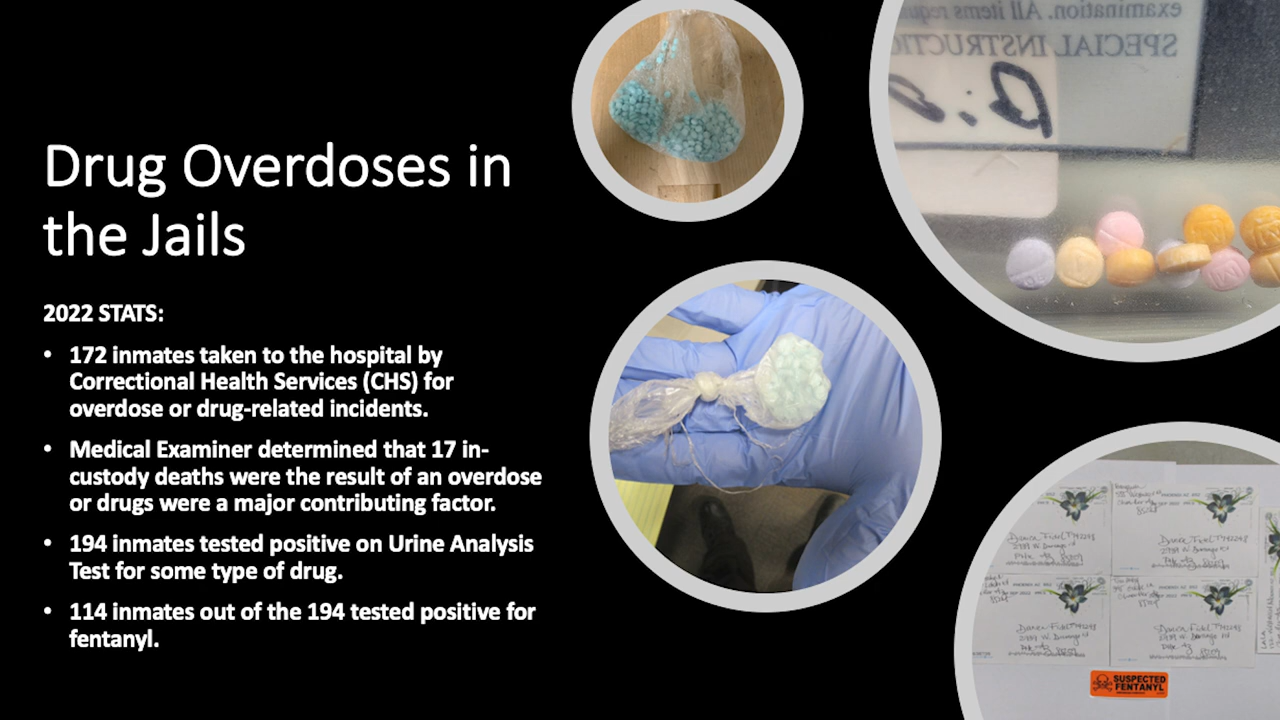 Drug Overdoses in
the Jails
2022 STATS:
• 172 inmates taken to the hospital by
Correctional Health Services (CHS) for
overdose or drug-related incidents.
• Medical Examiner determined that 17 in-
custody deaths were the result of an overdose
or drugs were a major contributing factor.
• 194 inmates tested positive on Urine Analysis
Test for some type of drug.
• 114 inmates out of the 194 tested positive for
fentanyl.
examination. All items
SPECIAL
SUSPECTED
FENTANYL